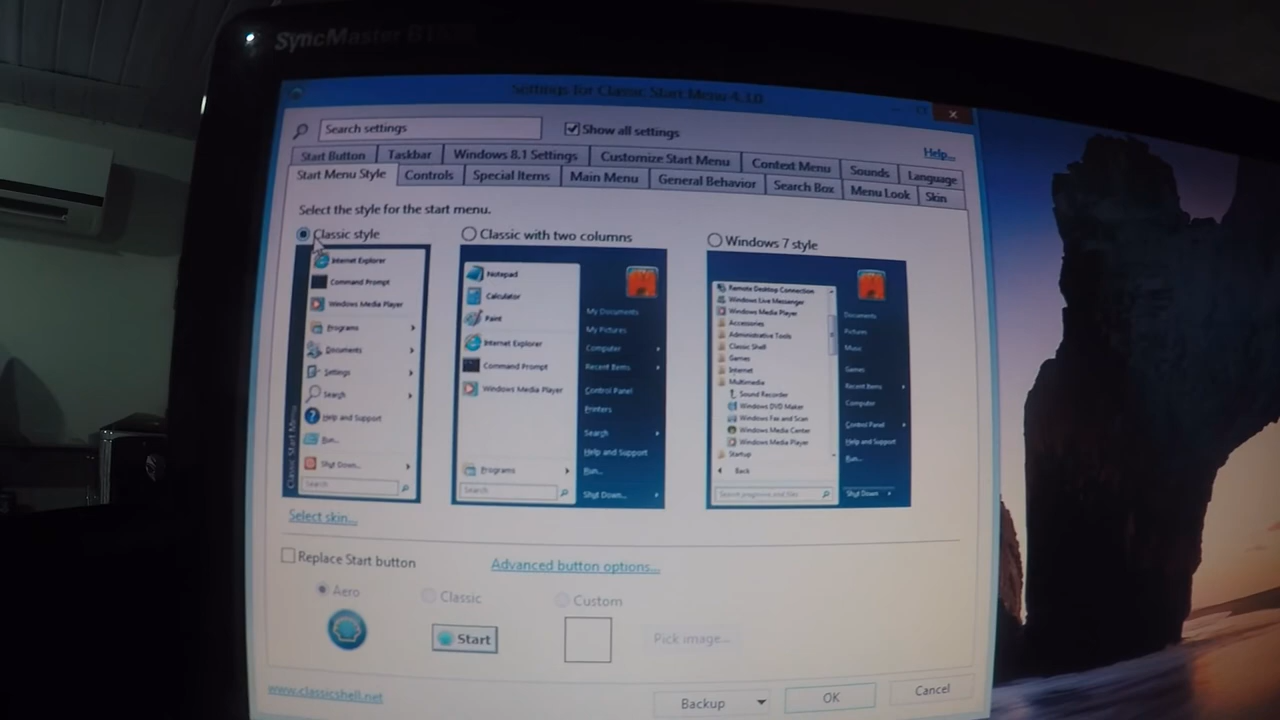 SyncMaster
Settings for Classic Start Menu 4.3.0
Search settings
Show all settings
Help...
Start Button Taskbar Windows 8.1 Settings Customize Start Menu Context Menu Sounds Language
Start Menu Style Controls Special Items Main Menu General Behavior Search Box Menu Look Skin
Select the style for the start menu.
Classic style
Classic with two columns
Windows 7 style
Internet Explorer
Command Prompt
Windows Media Player
Programs
Documents
Settings
Search
Help and Support
Run...
Shut Down...
Search
Classic Start Menu
Notepad
Calculator
Paint
Internet Explorer
Command Prompt
Windows Media Player
Programs
Search
My Documents
My Pictures
Computer
Recent Items
Control Panel
Printers
Search
Help and Support
Run...
Shut Down...
Remote Desktop Connection
Windows Live Messenger
Windows Media Player
Accessories
Administrative Tools
Classic Shell
Games
Internet
Multimedia
Sound Recorder
Windows DVD Maker
Windows Fax and Scan
Windows Media Center
Windows Media Player
Startup
Back
Search programs and files
Documents
Pictures
Music
Games
Recent Items
Computer
Control Panel
Help and Support
Run...
Shut Down
Select skin...
Replace Start button
Advanced button options...
Aero
Classic
Custom
Start
Pick image...
www.classicshell.net
Backup
OK
Cancel